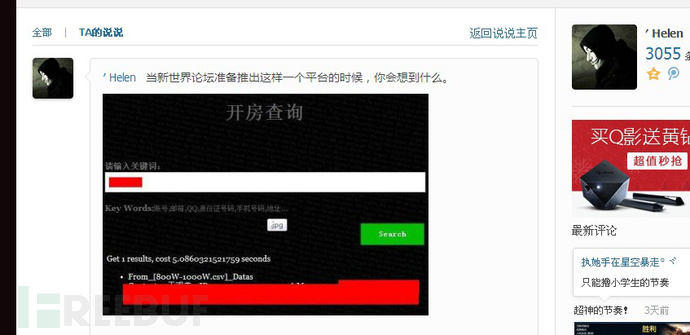 全部 | TA的说说
返回说说主页
′ Helen 当新世界论坛准备推出这样一个平台的时候，你会想到什么。
开房查询
请输入关键词：
Key Words:账号,邮箱,QQ,身份证号码,手机号码,地址...
jpg
Search
Get 1 results, cost 5.0860321521759 seconds
From_[800W-1000W.csv]_Datas
′ Helen
3055
买Q影送黄钻
超值秒抢
最新评论
执她手在星空暴走°
只能撸小学生的节奏
超神的节奏! 3天前
REEBUF